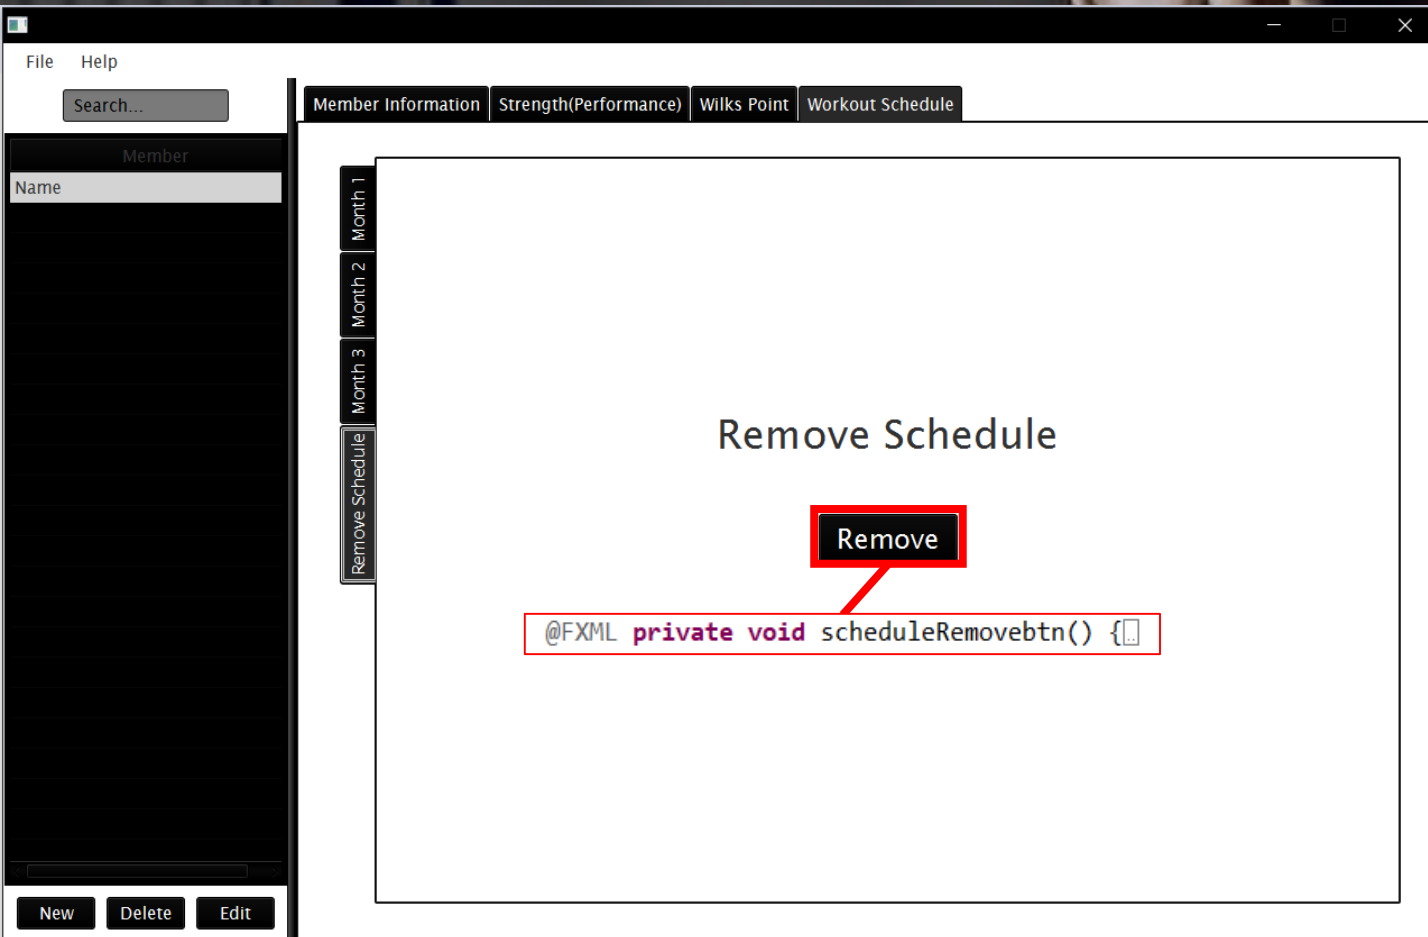 File Help
Search...
Member Information Strength(Performance) Wilks Point Workout Schedule
Member
Name
Month 1
Month 2
Month 3
Remove Schedule
Remove Schedule
Remove
@FXML private void scheduleRemovebtn() {..
New Delete Edit